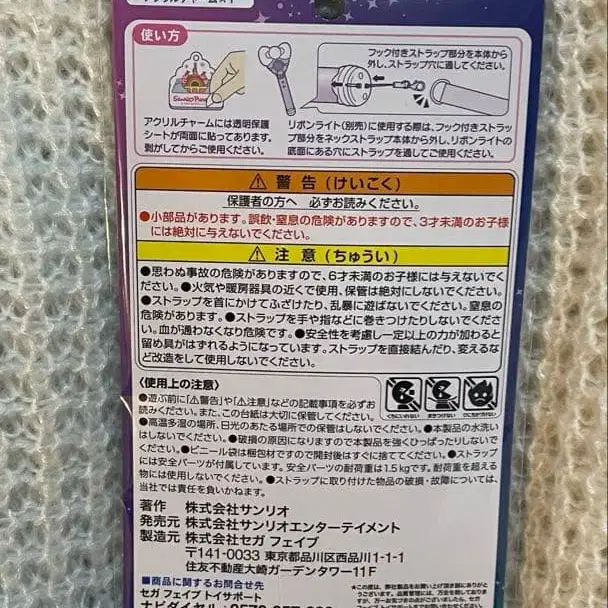 アクリルチャーム×1
使い方
フック付きストラップ部分を本体から
外し、ストラップ穴に通してください。
アクリルチャームには透明保護
シートが両面に貼ってあります。
剥がしてからご使用ください。
リボンライト(別売)に使用する際は、フック付きストラッ
プ部分をネックストラップ本体から外し、リボンライトの
底面にある穴にストラップを通してご使用ください。
⚠警告(けいこく)
保護者の方へ 必ずお読みください。
●小部品があります。誤飲・窒息の危険がありますので、3才未満のお子様
には絶対に与えないでください。
⚠注意(ちゅうい)
●思わぬ事故の危険がありますので、6才未満のお子様には与えないでく
ださい。●火気や暖房器具の近くで使用、保管は絶対にしないでください。
●ストラップを首にかけてふざけたり、乱暴に遊ばないでください。窒息の
危険があります。●ストラップを手や指などに巻きつけたりしないでくださ
い。血が通わなくなり危険です。●安全性を考慮し一定以上の力が加わると
留め具がはずれるようになっています。ストラップを直接結んだり、変えるな
ど改造をして使用しないでください。
〈使用上の注意〉
●遊ぶ前に「⚠警告」や「⚠注意」などの記載事項を必ずお
読みください。また、この台紙は大切に保管してください。
●高温多湿の場所、日光のあたる場所での保管はしないでください。●本製品の水洗い
はしないでください。●破損の原因になりますので本製品を強くひっぱったりしないで
ください。●ビニール袋は梱包材ですので開封後はすぐに捨ててください。●ストラップ
には安全パーツが付属しています。安全パーツの耐荷重は1.5kgです。耐荷重を超える
物には使用しないでください。●ストラップに取り付けた物品の破損・故障については、
当社では責任を負いかねます。
著作 株式会社サンリオ
発売元 株式会社サンリオエンターテイメント
製造元 株式会社セガ フェイブ
〒141-0033 東京都品川区西品川1-1-1
住友不動産大崎ガーデンタワー11F
●商品に関するお問合せ先
セガ フェイブ トイサポート
ナビダイヤル：0570-057-080